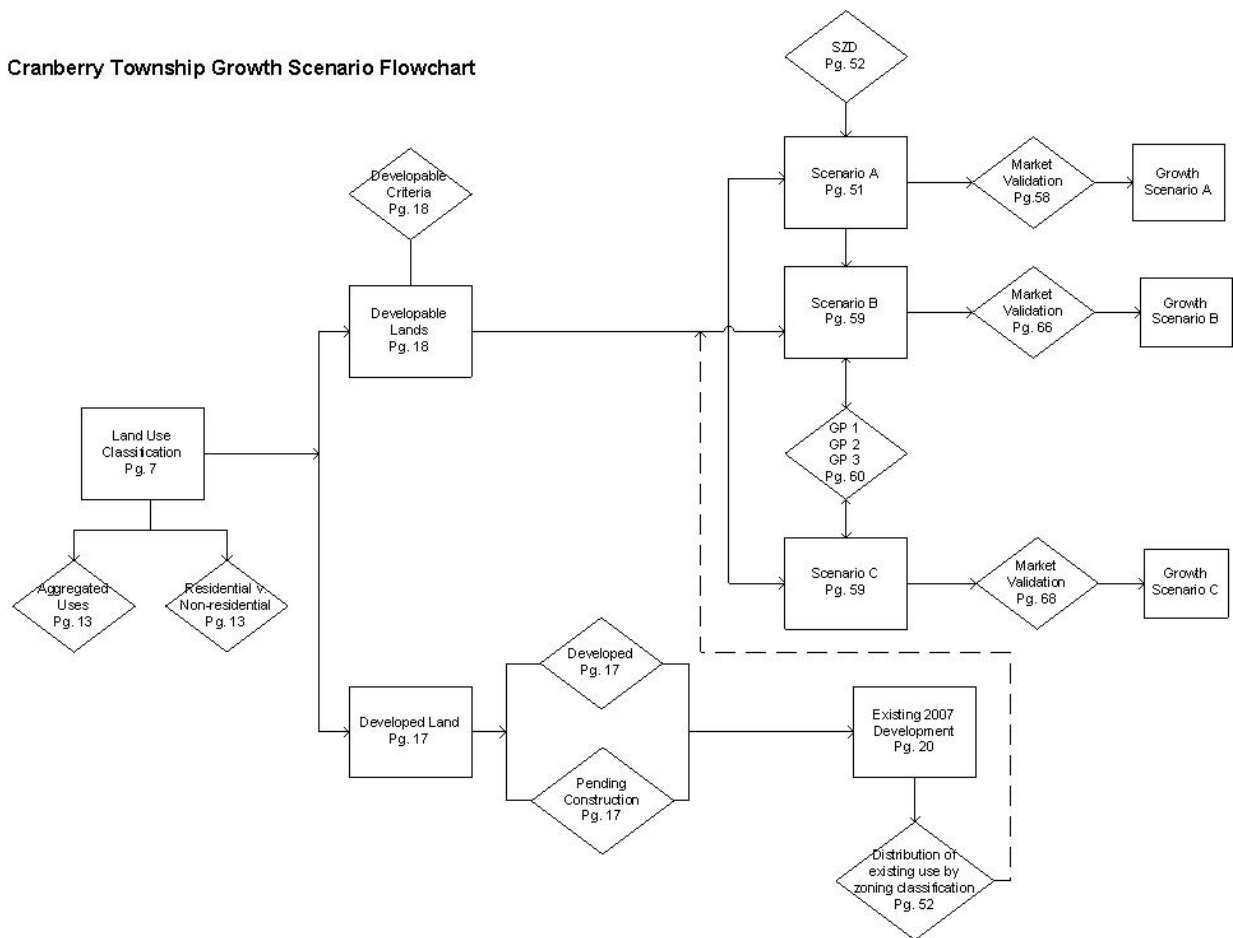 Cranberry Township Growth Scenario Flowchart
SZD
Pg. 52
Developable
Criteria
Pg. 18
Scenario A
Pg. 51
Market
Validation
Pg.58
Growth
Scenario A
Developable
Lands
Pg. 18
Scenario B
Pg. 59
Market
Validation
Pg. 66
Growth
Scenario B
Land Use
Classification
Pg. 7
GP 1
GP 2
GP 3
Pg. 60
Aggregated
Uses
Pg. 13
Residential v.
Non-residential
Pg. 13
Scenario C
Pg. 59
Market
Validation
Pg. 68
Growth
Scenario C
Developed Land
Pg. 17
Developed
Pg. 17
Pending
Construction
Pg. 17
Existing 2007
Development
Pg. 20
Distribution of
existing use by
zoning classification
Pg. 52